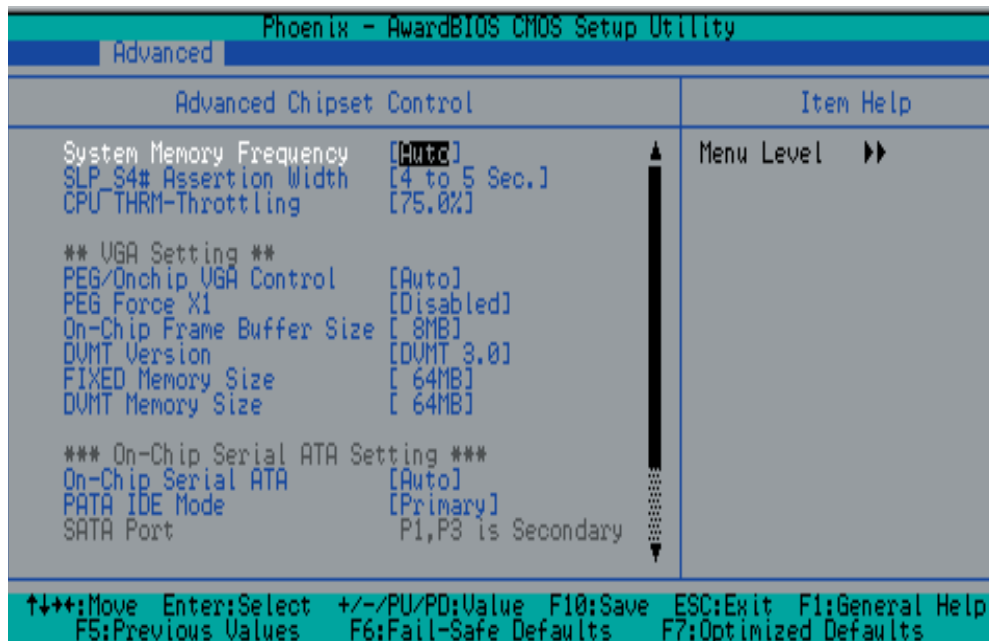 Phoenix - AwardBIOS CMOS Setup Utility
Advanced
Advanced Chipset Control
Item Help
System Memory Frequency [Auto]
SLP_S4# Assertion Width [4 to 5 Sec.]
CPU THRM-Throttling [75.0%]
** VGA Setting **
PEG/Onchip VGA Control [Auto]
PEG Force X1 [Disabled]
On-Chip Frame Buffer Size [ 8MB]
DVMT Version [DVMT 3.0]
FIXED Memory Size [ 64MB]
DVMT Memory Size [ 64MB]
*** On-Chip Serial ATA Setting ***
On-Chip Serial ATA [Auto]
PATA IDE Mode [Primary]
SATA Port P1,P3 is Secondary
Menu Level ▸▸
↑↓→←:Move Enter:Select +/-/PU/PD:Value F10:Save ESC:Exit F1:General Help
F5:Previous Values F6:Fail-Safe Defaults F7:Optimized Defaults